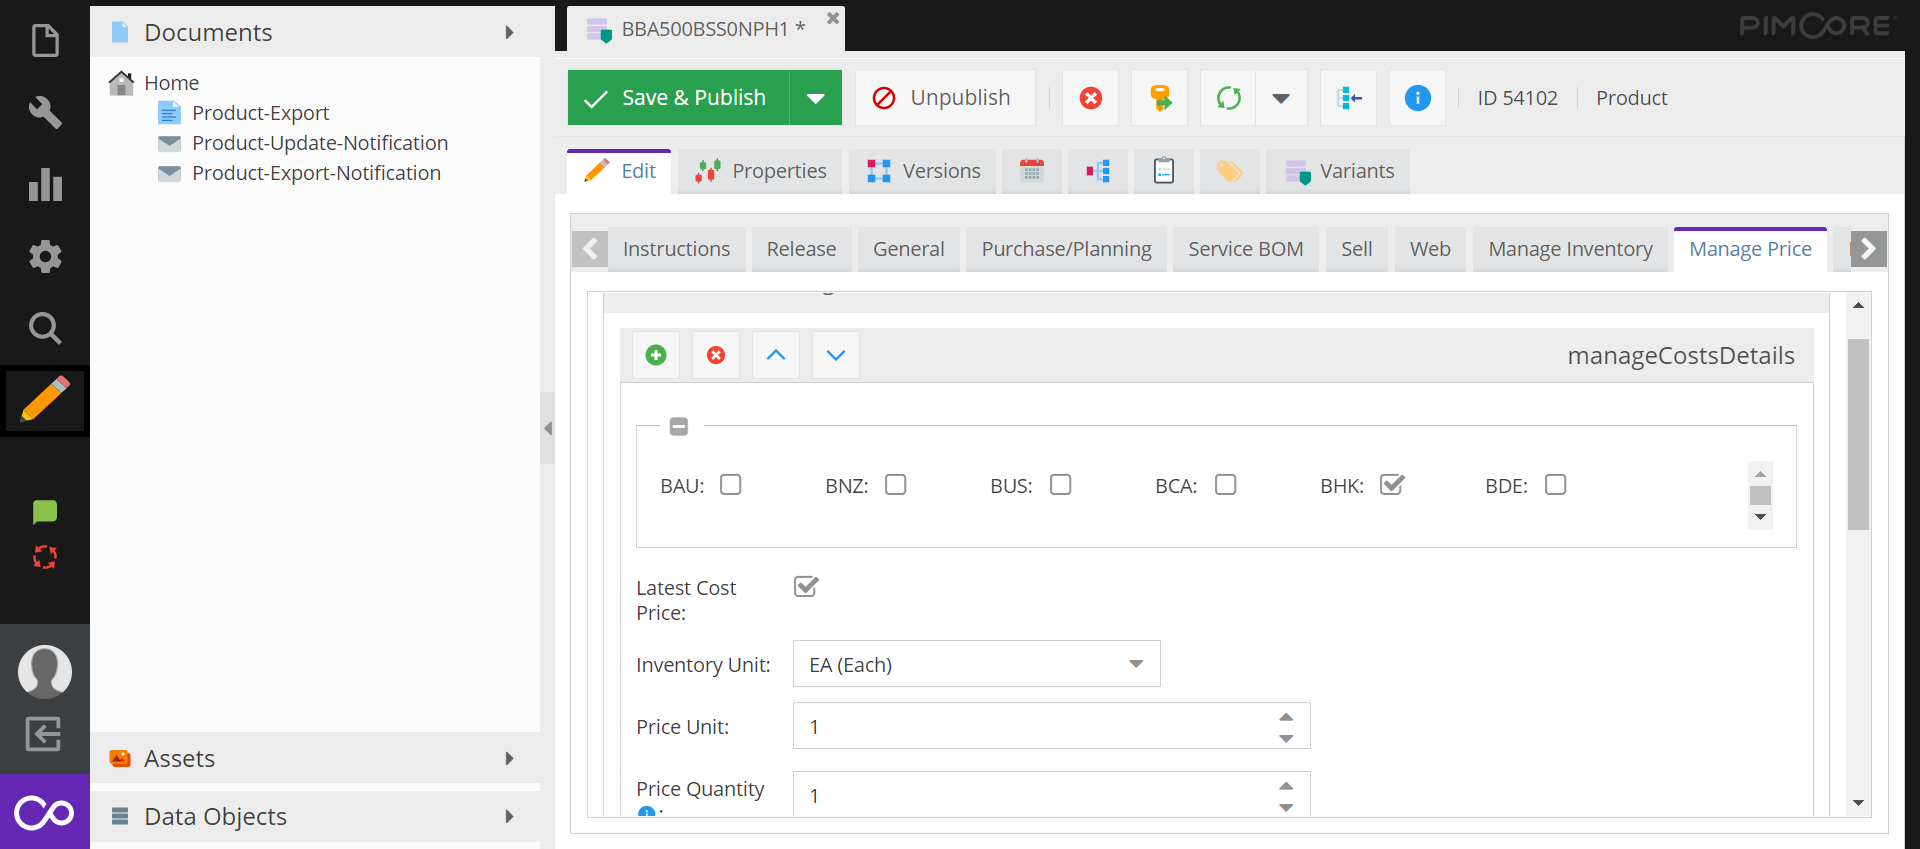 Documents
Home
Product-Export
Product-Update-Notification
Product-Export-Notification
Assets
Data Objects
BBA500BSS0NPH1 *
PIMCORE
Save & Publish
Unpublish
ID 54102
Product
Edit
Properties
Versions
Variants
Instructions
Release
General
Purchase/Planning
Service BOM
Sell
Web
Manage Inventory
Manage Price
manageCostsDetails
BAU:
BNZ:
BUS:
BCA:
BHK:
BDE:
Latest Cost
Price:
Inventory Unit:
EA (Each)
Price Unit:
1
Price Quantity
:
1